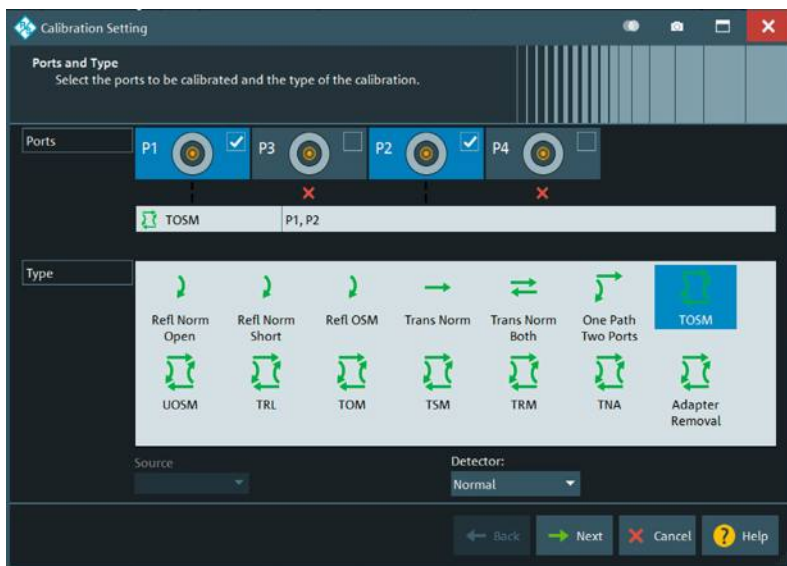 Calibration Setting
Ports and Type
Select the ports to be calibrated and the type of the calibration.
Ports
P1
P3
P2
P4
TOSM
P1, P2
Type
Refl Norm
Open
Refl Norm
Short
Refl OSM
Trans Norm
Trans Norm
Both
One Path
Two Ports
TOSM
UOSM
TRL
TOM
TSM
TRM
TNA
Adapter
Removal
Source
Detector:
Normal
Back
Next
Cancel
? Help